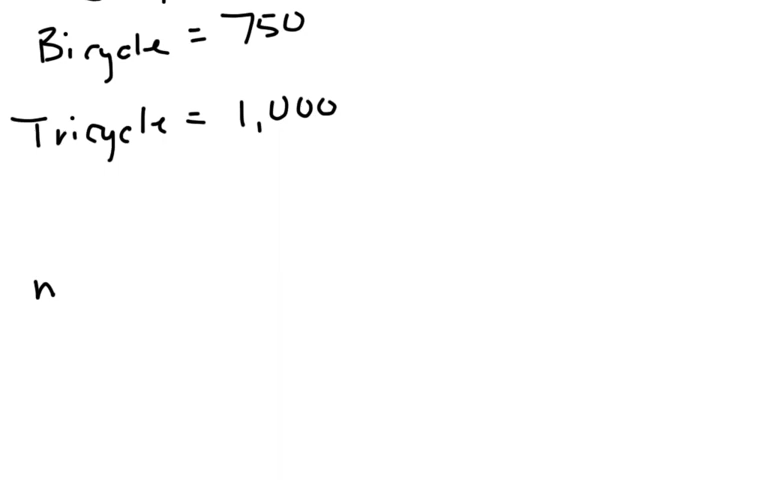 Bicycle = 750
Tricycle = 1,000
n